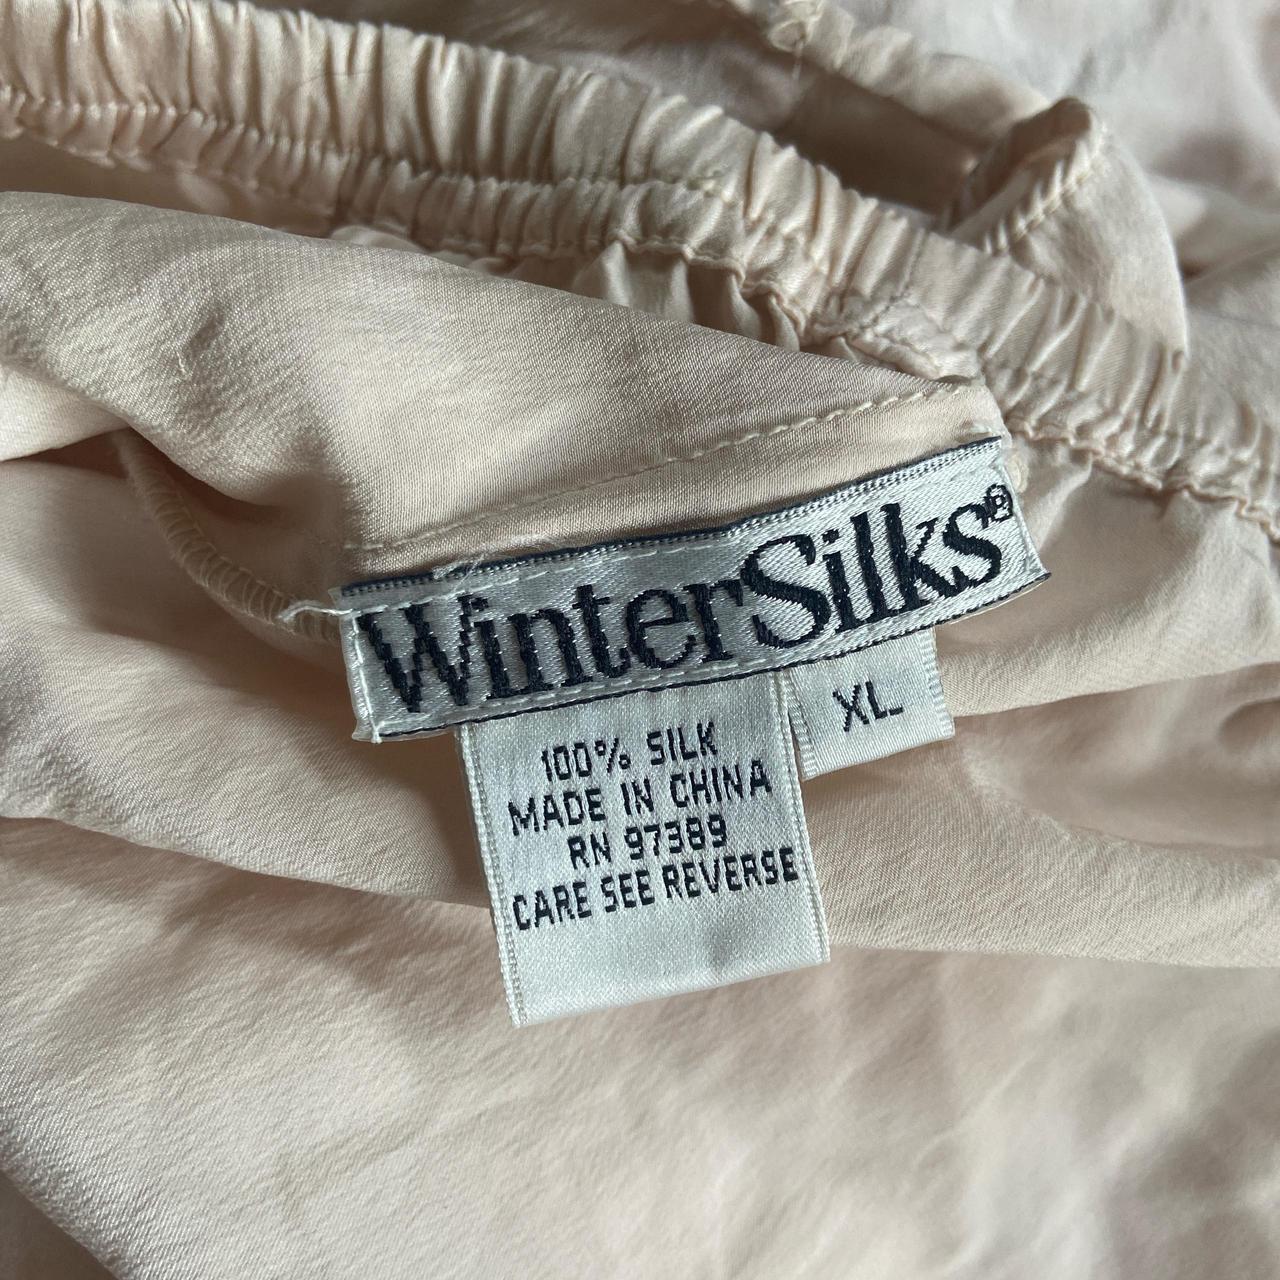 WinterSilks®
XL
100% SILK
MADE IN CHINA
RN 97389
CARE SEE REVERSE